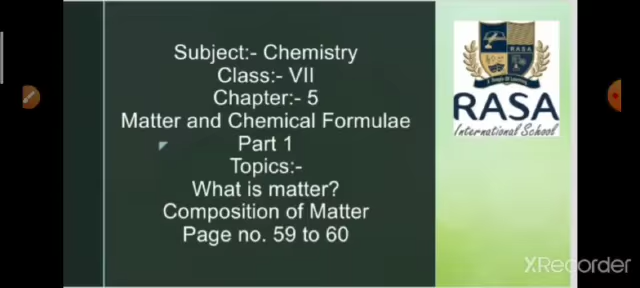 Subject:- Chemistry
Class:- VII
Chapter:- 5
Matter and Chemical Formulae
Part 1
Topics:-
What is matter?
Composition of Matter
Page no. 59 to 60
RASA
RASA
International School
XRecorder